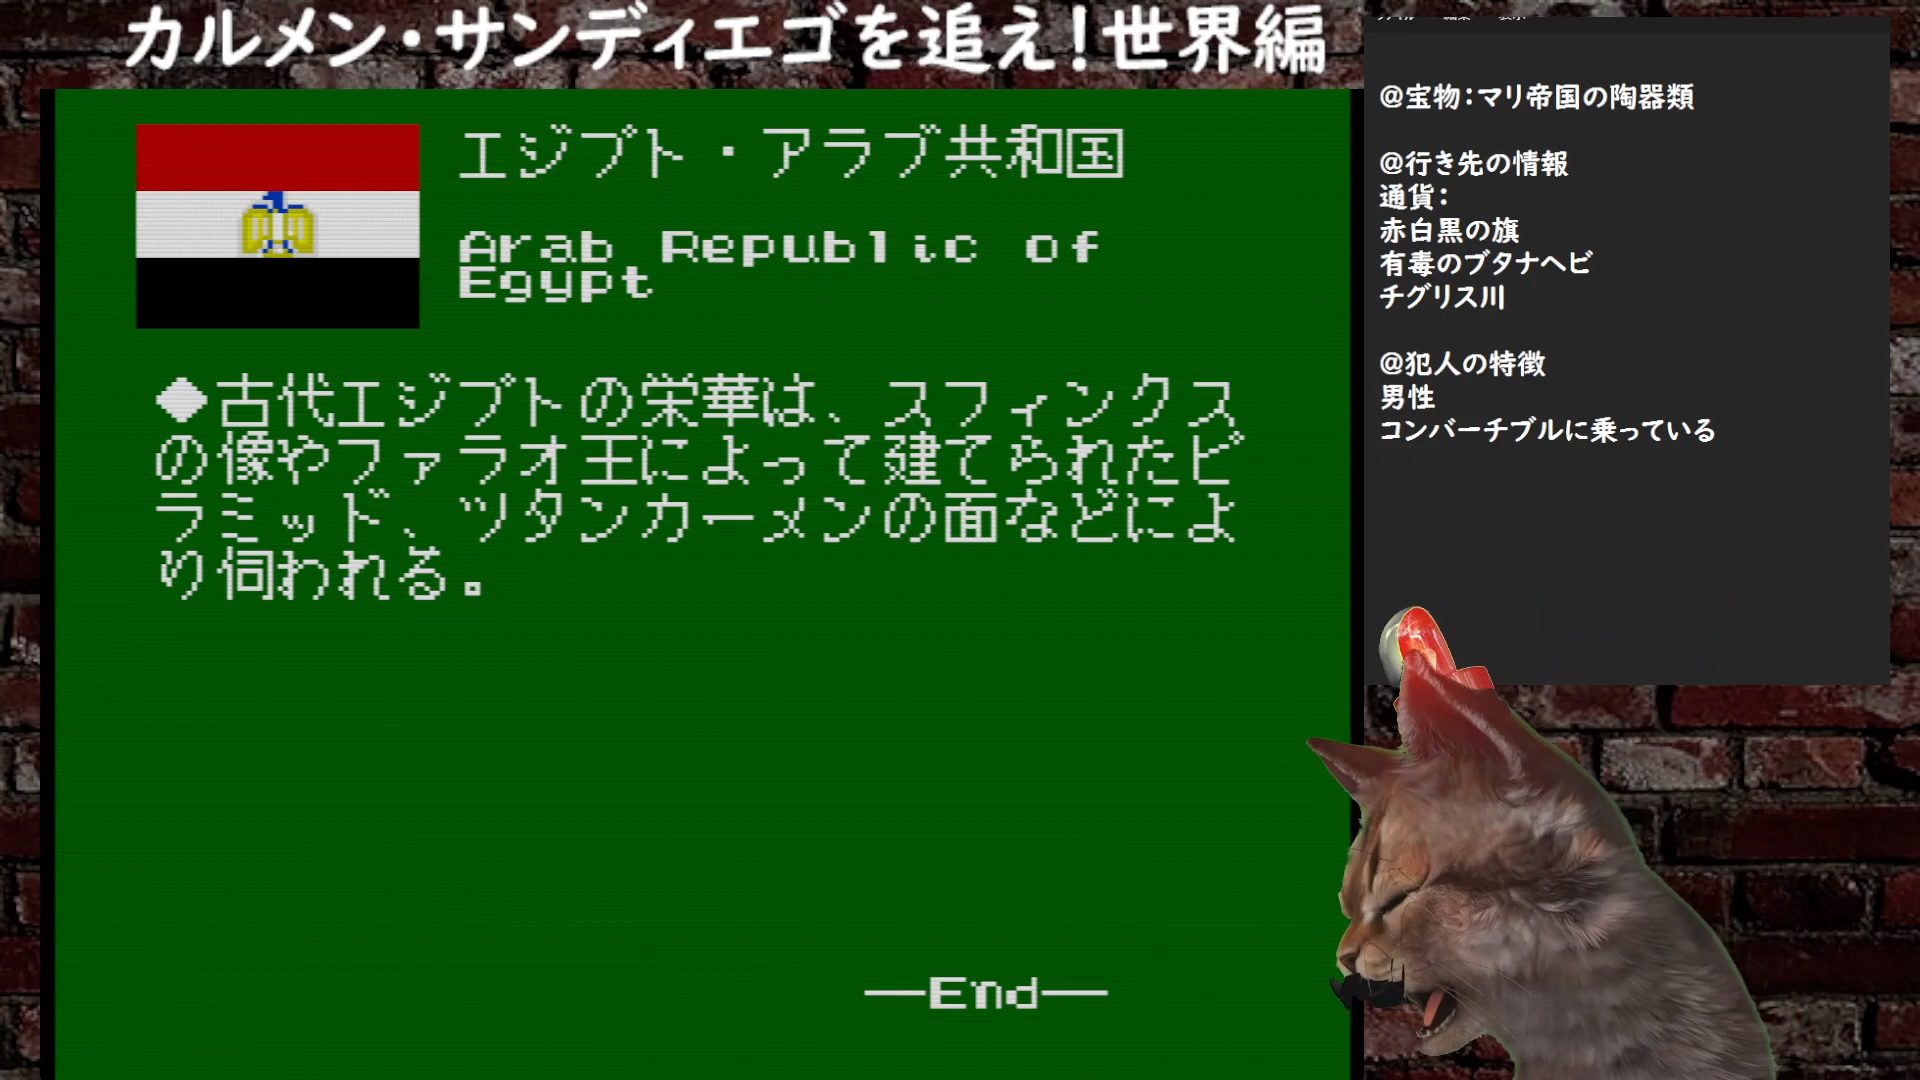 カルメン・サンディエゴを追え！世界編
エジプト・アラブ共和国
Arab Republic of
Egypt
◆古代エジプトの栄華は、スフィンクス
の像やファラオ王によって建てられたピ
ラミッド、ツタンカーメンの面などによ
り伺われる。
―End―
@宝物：マリ帝国の陶器類
@行き先の情報
通貨：
赤白黒の旗
有毒のブタナヘビ
チグリス川
@犯人の特徴
男性
コンバーチブルに乗っている